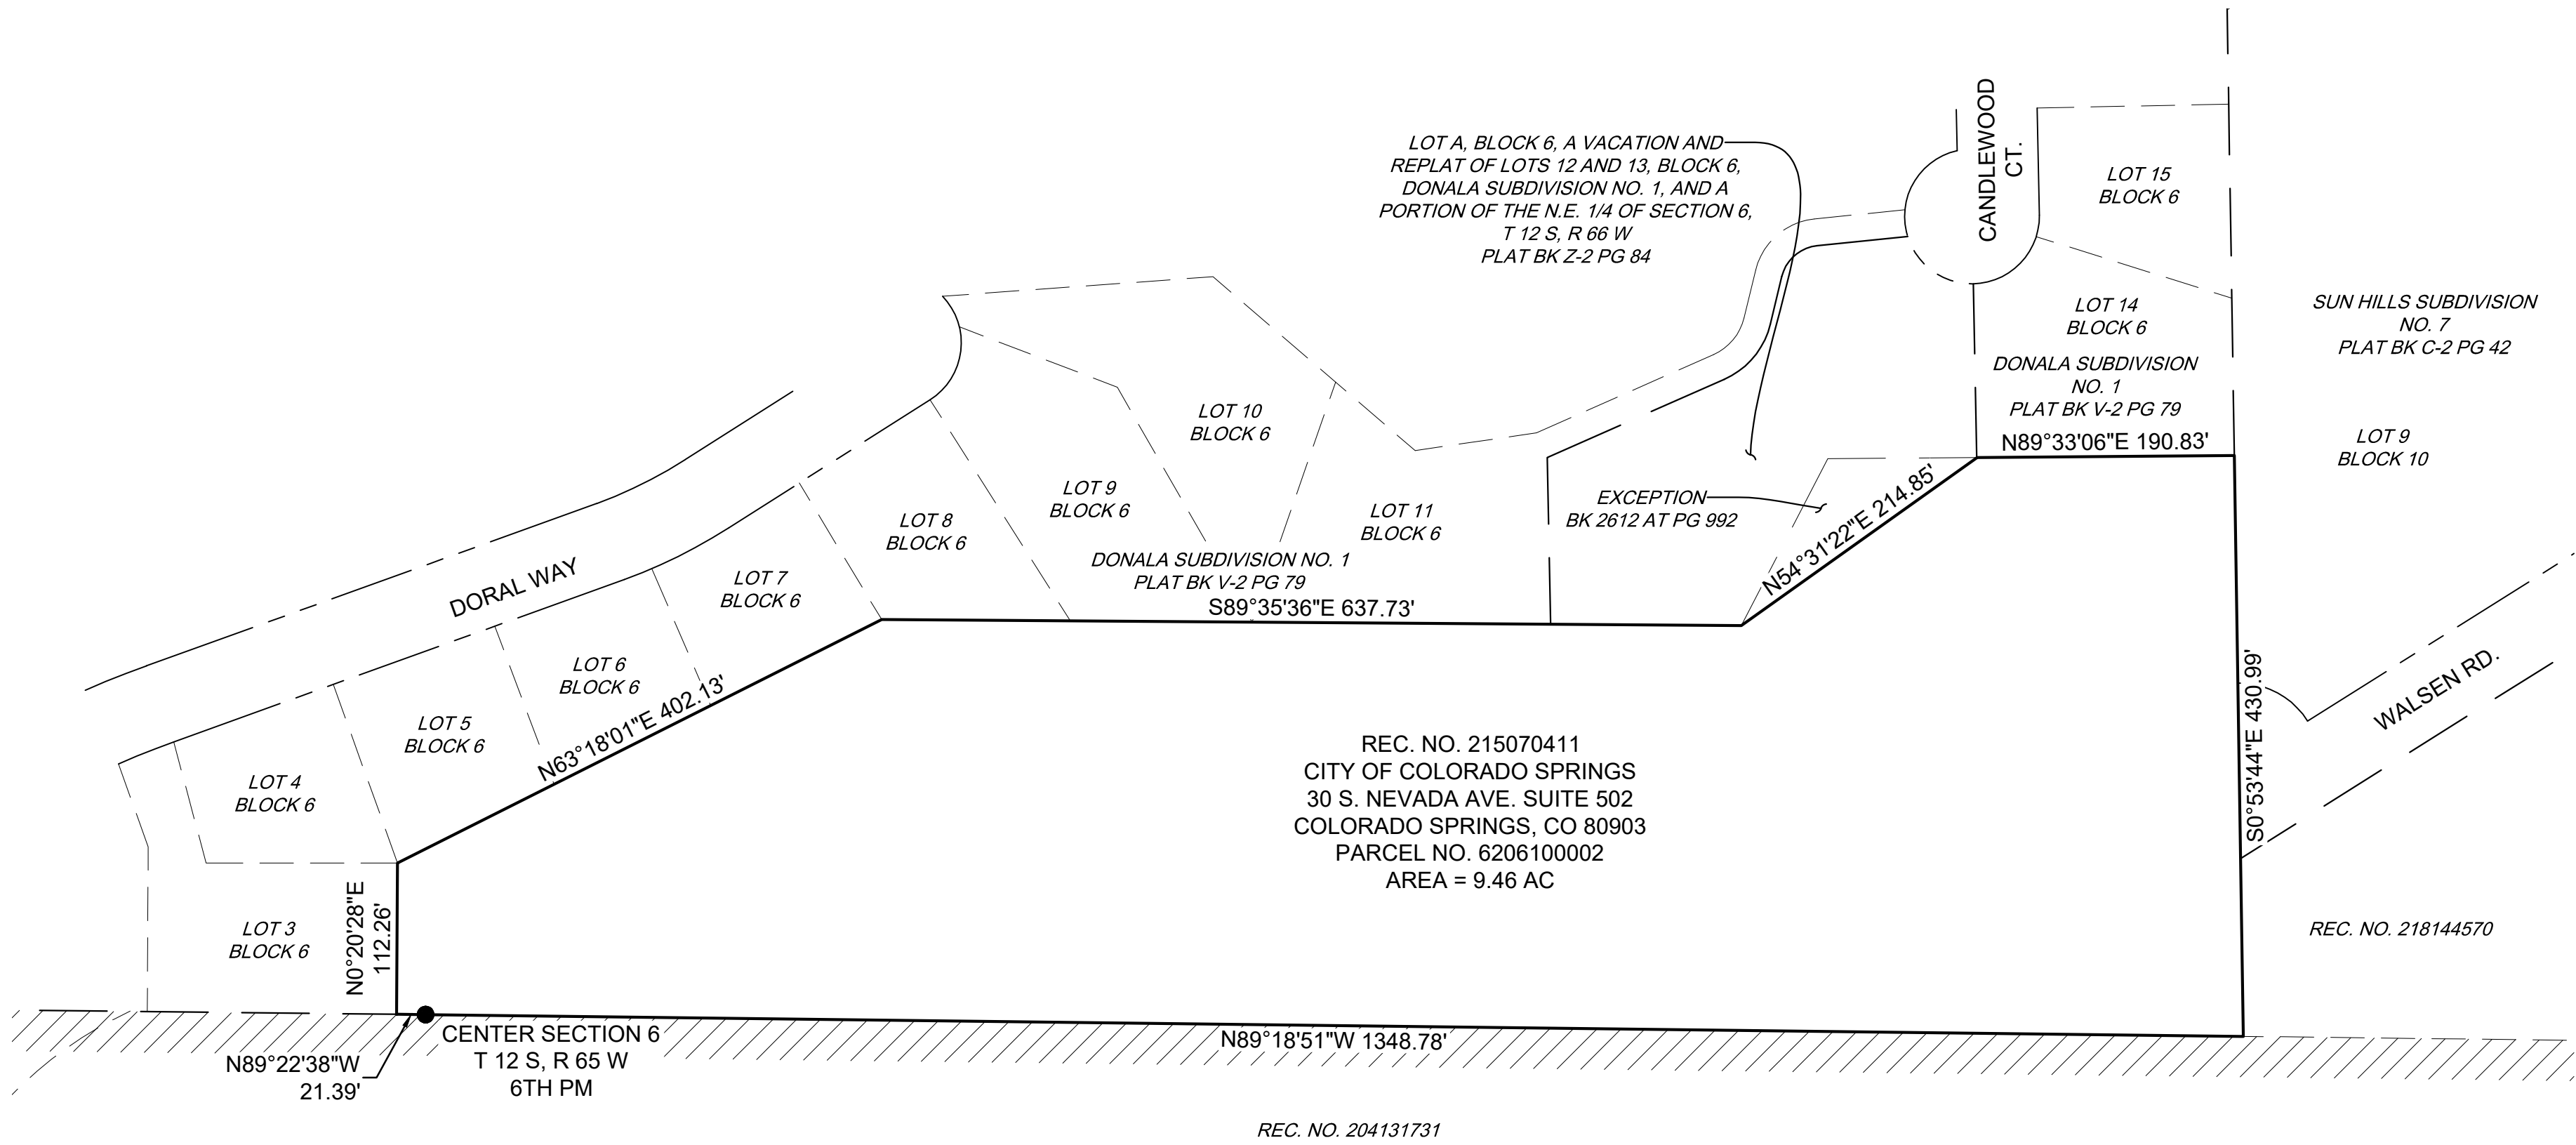 CANDLEWOOD
CT.
LOT A, BLOCK 6, A VACATION AND
REPLAT OF LOTS 12 AND 13, BLOCK 6,
DONALA SUBDIVISION NO. 1, AND A
PORTION OF THE N.E. 1/4 OF SECTION 6,
T 12 S, R 66 W
PLAT BK Z-2 PG 84
LOT 15
BLOCK 6
LOT 14
BLOCK 6
DONALA SUBDIVISION
NO. 1
PLAT BK V-2 PG 79
N89°33'06"E 190.83'
SUN HILLS SUBDIVISION
NO. 7
PLAT BK C-2 PG 42
LOT 9
BLOCK 10
LOT 10
BLOCK 6
LOT 9
BLOCK 6
LOT 11
BLOCK 6
EXCEPTION
BK 2612 AT PG 992
N54°31'22"E 214.85'
LOT 8
BLOCK 6
DONALA SUBDIVISION NO. 1
PLAT BK V-2 PG 79
S89°35'36"E 637.73'
DORAL WAY
LOT 7
BLOCK 6
LOT 6
BLOCK 6
LOT 5
BLOCK 6
LOT 4
BLOCK 6
N63°18'01"E 402.13'
S0°53'44"E 430.99'
WALSEN RD.
REC. NO. 215070411
CITY OF COLORADO SPRINGS
30 S. NEVADA AVE. SUITE 502
COLORADO SPRINGS, CO 80903
PARCEL NO. 6206100002
AREA = 9.46 AC
LOT 3
BLOCK 6
N0°20'28"E
112.26'
REC. NO. 218144570
CENTER SECTION 6
T 12 S, R 65 W
6TH PM
N89°22'38"W
21.39'
N89°18'51"W 1348.78'
REC. NO. 204131731